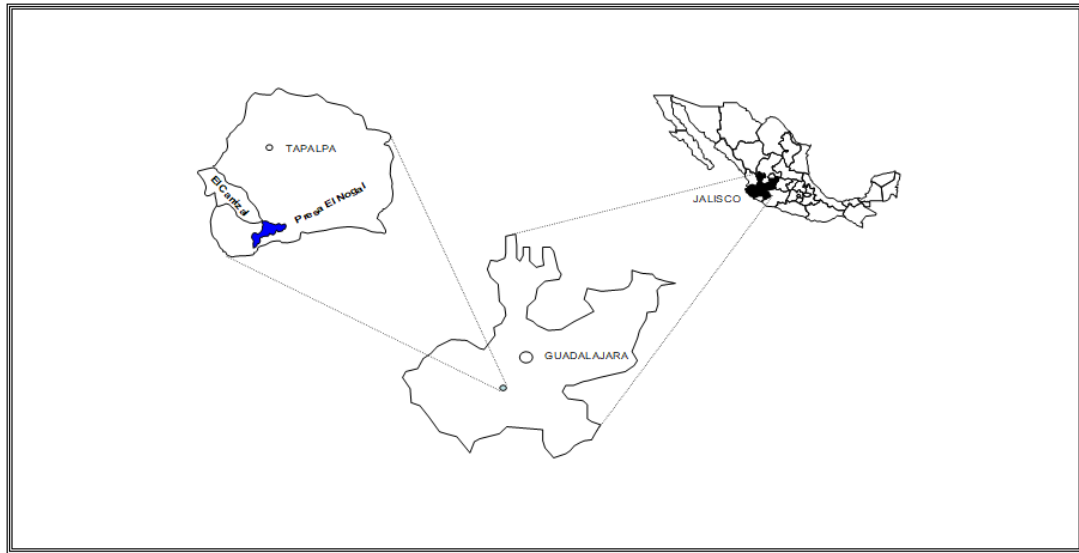 TAPALPA
El Carrizal
Presa El Nogal
JALISCO
GUADALAJARA